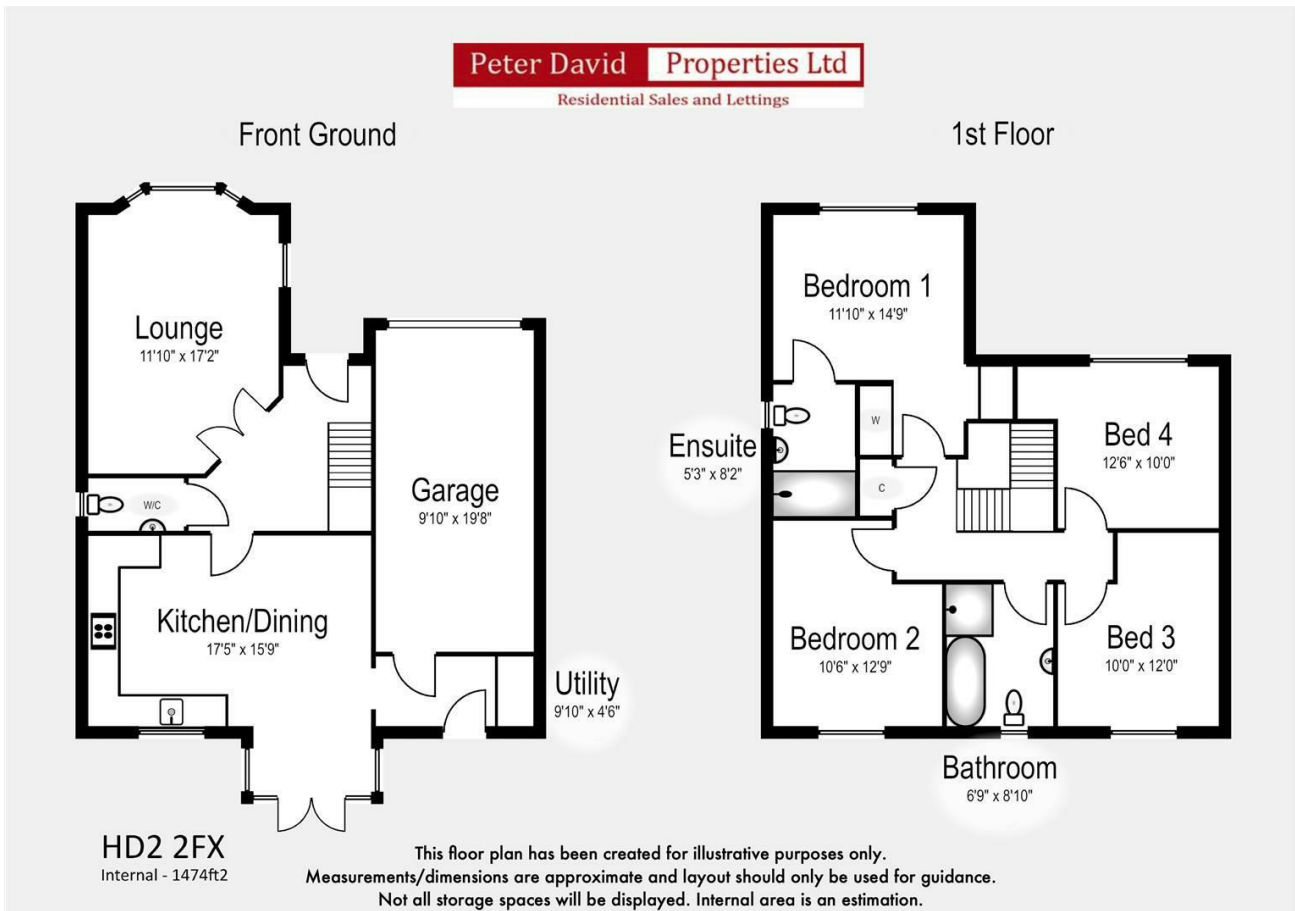 Peter David Properties Ltd
Residential Sales and Lettings
Front Ground
1st Floor
Lounge
11'10" x 17'2"
W/C
Garage
9'10" x 19'8"
Kitchen/Dining
17'5" x 15'9"
Utility
9'10" x 4'6"
Bedroom 1
11'10" x 14'9"
Ensuite
5'3" x 8'2"
W
C
Bed 4
12'6" x 10'0"
Bedroom 2
10'6" x 12'9"
Bed 3
10'0" x 12'0"
Bathroom
6'9" x 8'10"
HD2 2FX
Internal - 1474ft2
This floor plan has been created for illustrative purposes only.
Measurements/dimensions are approximate and layout should only be used for guidance.
Not all storage spaces will be displayed. Internal area is an estimation.